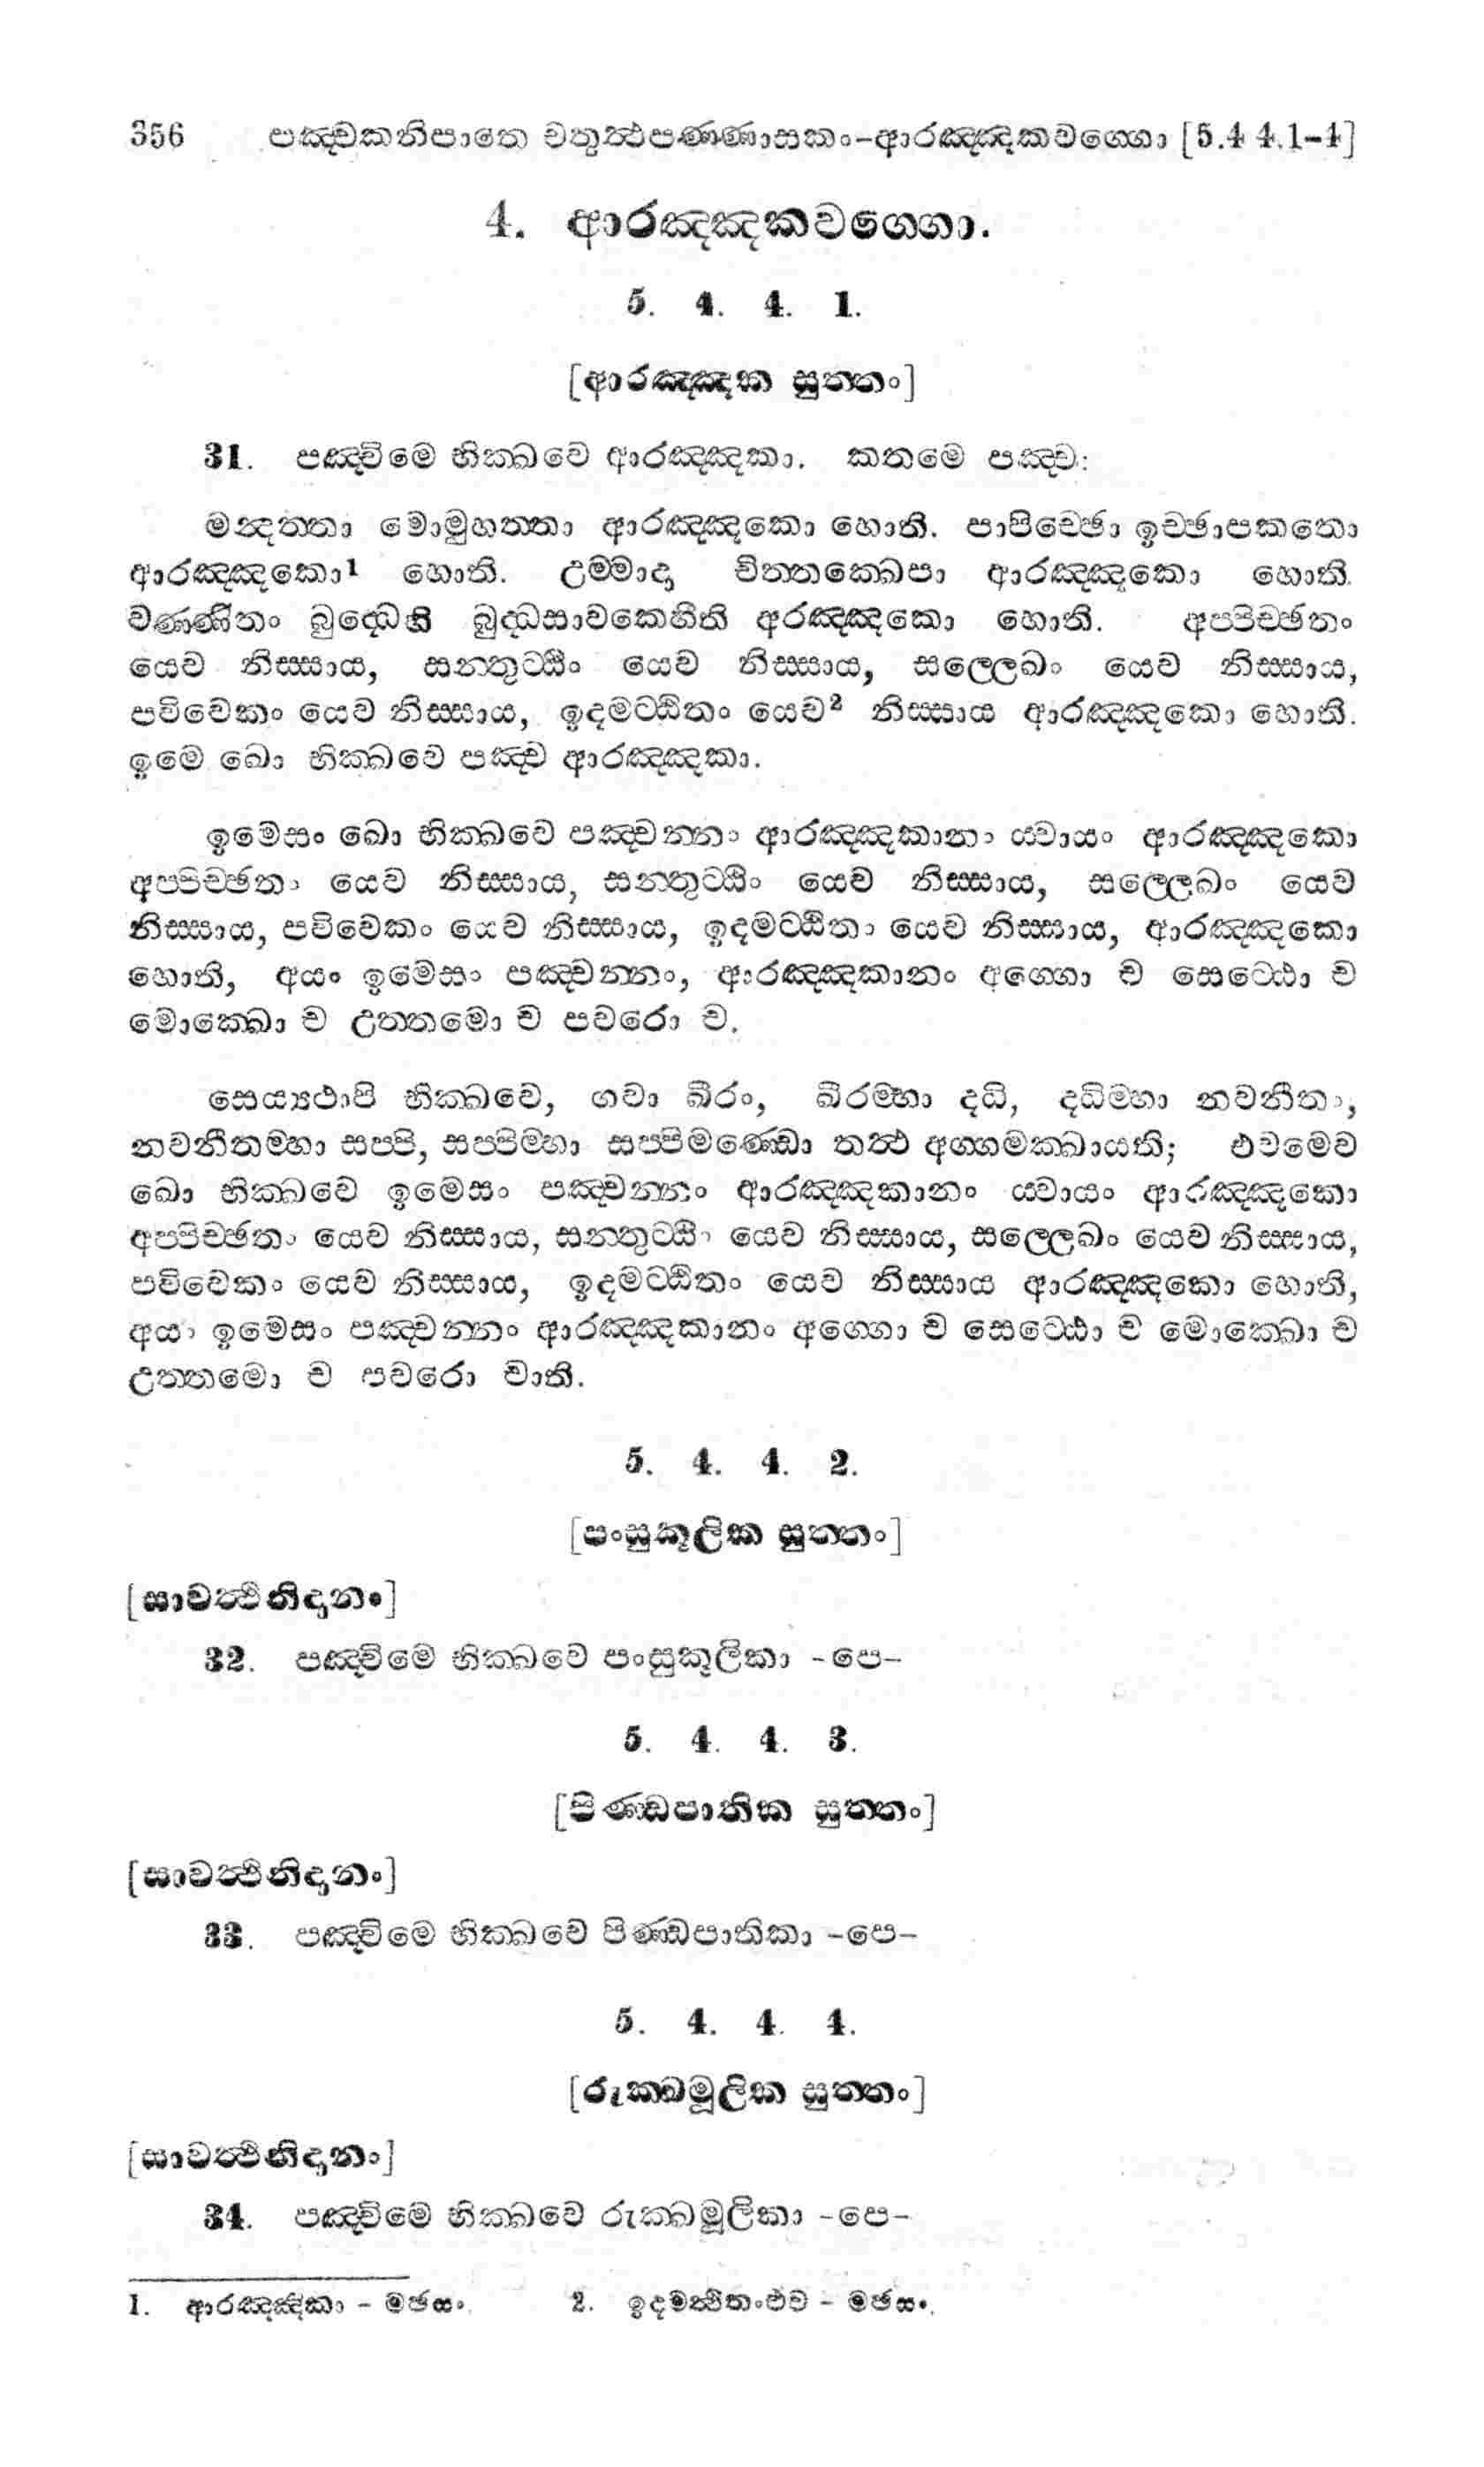 356 පඤ්චකනිපාතෙ චතුත්‍ථපණ්ණාසකං-ආරඤ්ඤකවග්ගො [5.4 4.1-4]
4. ආරඤ්ඤකවග්ගො.
5. 4. 4. 1.
[ආරඤ්ඤක සුත්තං]
31. පඤ්චිමෙ භික්ඛවෙ ආරඤ්ඤකා. කතමෙ පඤ්ච:
මන්‍දත්තා මොමුහත්තා ආරඤ්ඤකො හොති. පාපිච්ඡො ඉච්ඡාපකතො
ආරඤ්ඤකො1 හොති. උම්මාදා චිත්තක්ඛෙපා ආරඤ්ඤකො හොති.
වණ්ණිතං බුද්ධෙහි බුද්ධසාවකෙහීති අරඤ්ඤකො හොති. අප්පිච්ඡතං
යෙව නිස්සාය, සන්තුට්ඨිං යෙව නිස්සාය, සල්ලෙඛං යෙව නිස්සාය,
පවිවෙකං යෙව නිස්සාය, ඉදමට්ඨිතං යෙව2 නිස්සාය ආරඤ්ඤකො හොති.
ඉමෙ ඛො භික්ඛවෙ පඤ්ච ආරඤ්ඤකා.
ඉමෙසං ඛො භික්ඛවෙ පඤ්චන්නං ආරඤ්ඤකානං ය්වායං ආරඤ්ඤකො
අප්පිච්ඡතං යෙව නිස්සාය, සන්තුට්ඨිං යෙව නිස්සාය, සල්ලෙඛං යෙව
නිස්සාය, පවිවෙකං යෙව නිස්සාය, ඉදමට්ඨිතං යෙව නිස්සාය, ආරඤ්ඤකො
හොති, අයං ඉමෙසං පඤ්චන්නං, ආරඤ්ඤකානං අග්ගො ච සෙට්ඨො ච
මොක්ඛො ච උත්තමො ච පවරො ච.
සෙය්‍යථාපි භික්ඛවෙ, ගවා ඛීරං, ඛීරම්හා දධි, දධිම්හා නවනීතං,
නවනීතම්හා සප්පි, සප්පිම්හා සප්පිමණ්ඩො තත්‍ථ අග්ගමක්ඛායති; එවමෙව
ඛො භික්ඛවෙ ඉමෙසං පඤ්චන්නං ආරඤ්ඤකානං ය්වායං ආරඤ්ඤකො
අප්පිච්ඡතං යෙව නිස්සාය, සන්තුට්ඨිං යෙව නිස්සාය, සල්ලෙඛං යෙව නිස්සාය,
පවිවෙකං යෙව නිස්සාය, ඉදමට්ඨිතං යෙව නිස්සාය ආරඤ්ඤකො හොති,
අයං ඉමෙසං පඤ්චන්නං ආරඤ්ඤකානං අග්ගො ච සෙට්ඨො ච මොක්ඛො ච
උත්තමො ච පවරො චාති.
5. 4. 4. 2.
[පංසුකූලික සුත්තං]
[සාවත්‍ථිනිදානං]
32. පඤ්චිමෙ භික්ඛවෙ පංසුකූලිකා -පෙ-
5. 4. 4. 3.
[පිණ්ඩපාතික සුත්තං]
[සාවත්‍ථිනිදානං]
33. පඤ්චිමෙ භික්ඛවෙ පිණ්ඩපාතිකා -පෙ-
5. 4. 4. 4.
[රුක්ඛමූලික සුත්තං]
[සාවත්‍ථිනිදානං]
34. පඤ්චිමෙ භික්ඛවෙ රුක්ඛමූලිකා -පෙ-
1. ආරඤ්ඤිකා - මඡසං. 2. ඉදමත්‍ථිතංඑව - මඡසං.